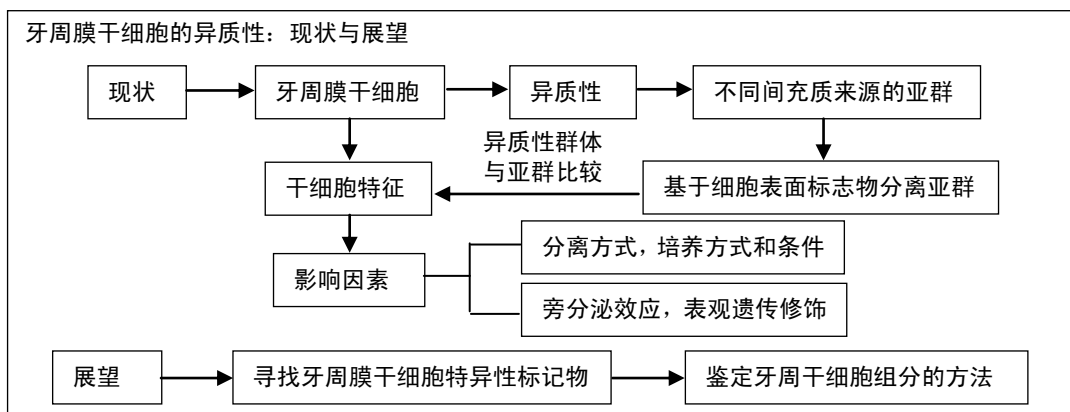 牙周膜干细胞的异质性：现状与展望
现状
牙周膜干细胞
异质性
不同间充质来源的亚群
异质性群体
与亚群比较
干细胞特征
基于细胞表面标志物分离亚群
影响因素
分离方式，培养方式和条件
旁分泌效应，表观遗传修饰
展望
寻找牙周膜干细胞特异性标记物
鉴定牙周干细胞组分的方法